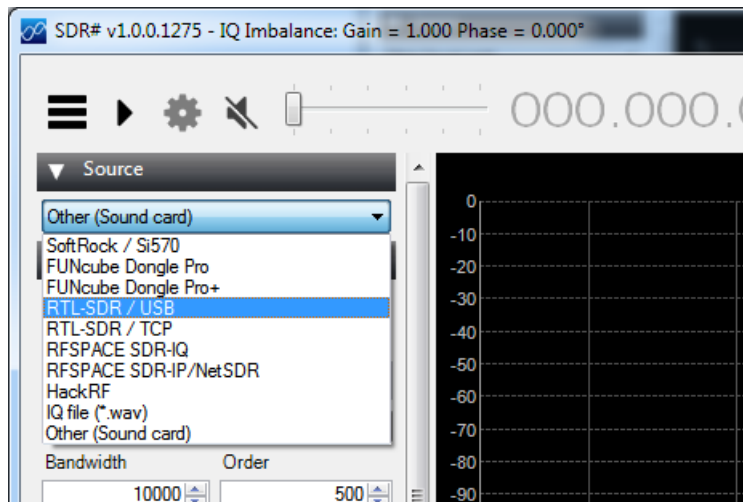 SDR# v1.0.0.1275 - IQ Imbalance: Gain = 1.000 Phase = 0.000°
000.000.
Source
Other (Sound card)
SoftRock / Si570
FUNcube Dongle Pro
FUNcube Dongle Pro+
RTL-SDR / USB
RTL-SDR / TCP
RFSPACE SDR-IQ
RFSPACE SDR-IP/NetSDR
HackRF
IQ file (*.wav)
Other (Sound card)
Bandwidth Order
10000 500
0
-10
-20
-30
-40
-50
-60
-70
-80
-90